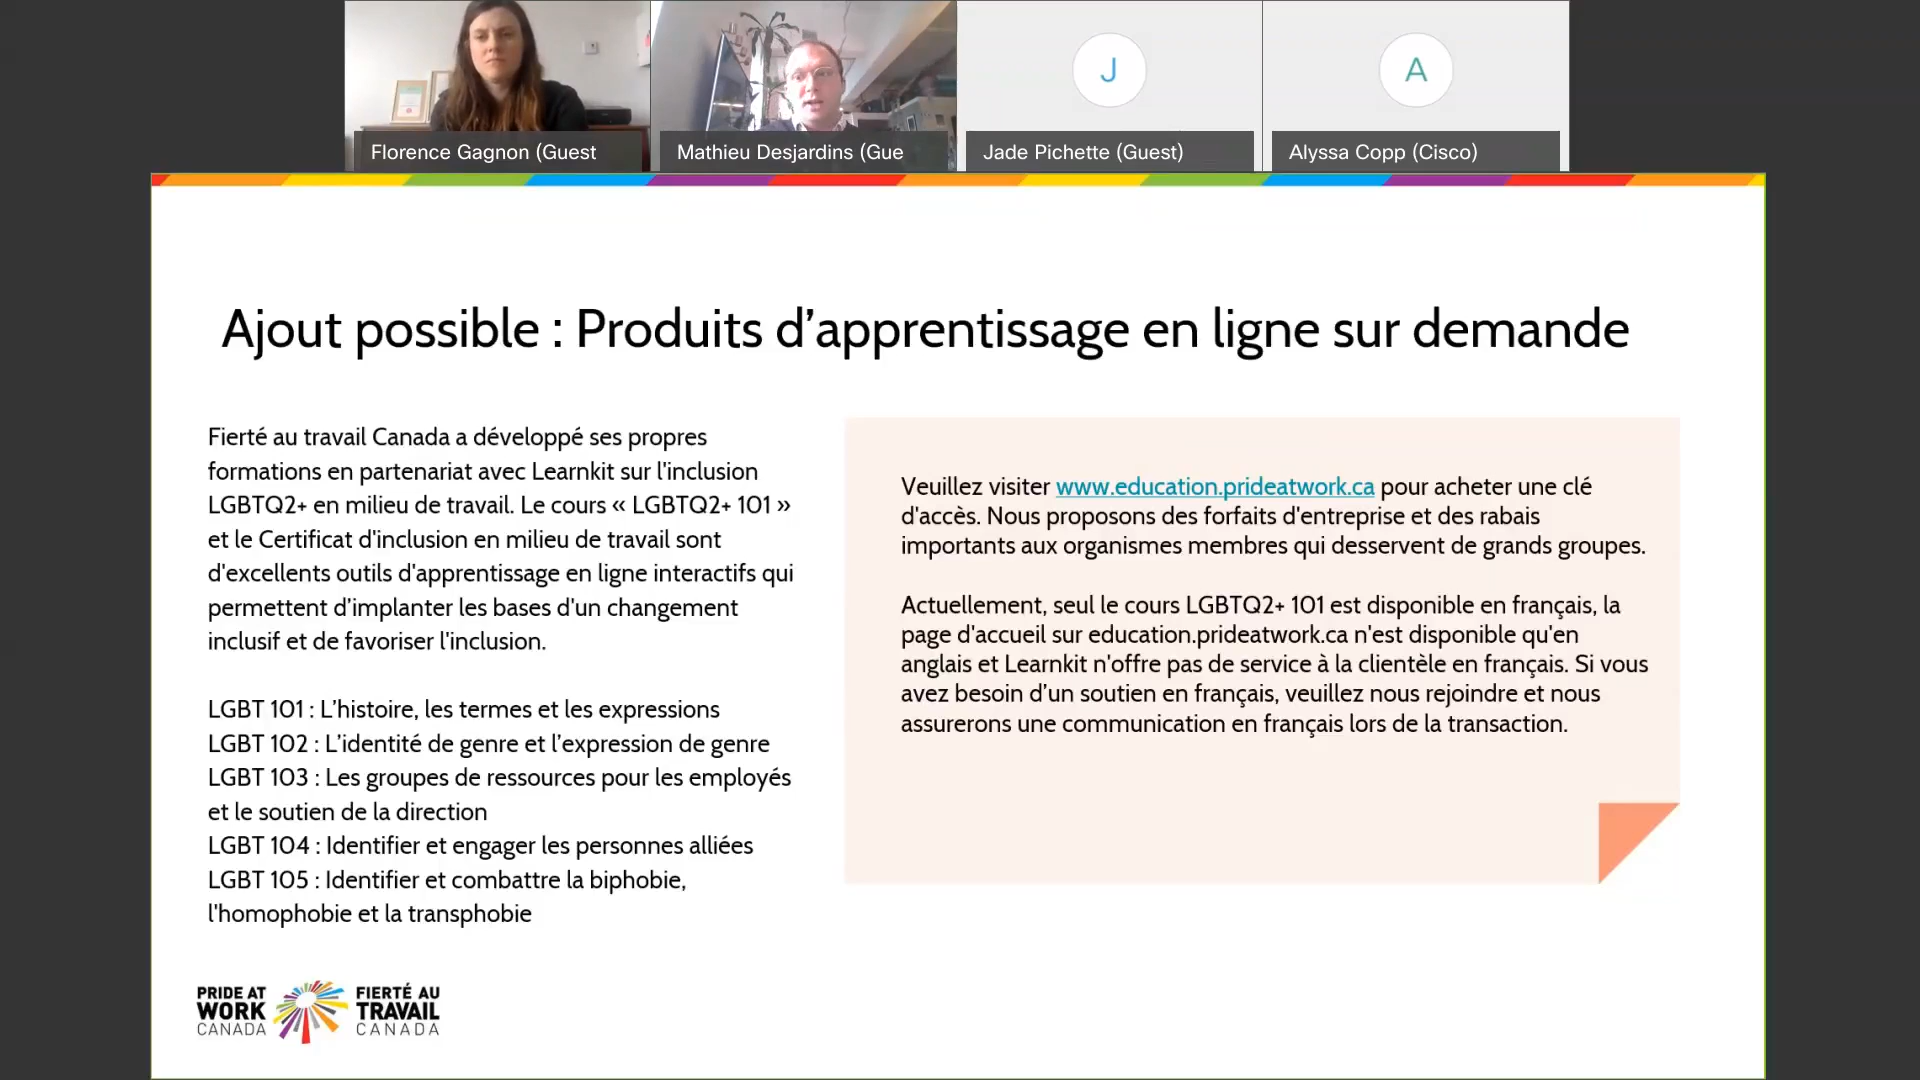 Florence Gagnon (Guest
Mathieu Desjardins (Gue
J
Jade Pichette (Guest)
A
Alyssa Copp (Cisco)
Ajout possible : Produits d’apprentissage en ligne sur demande
Fierté au travail Canada a développé ses propres
formations en partenariat avec Learnkit sur l'inclusion
LGBTQ2+ en milieu de travail. Le cours « LGBTQ2+ 101 »
et le Certificat d'inclusion en milieu de travail sont
d'excellents outils d'apprentissage en ligne interactifs qui
permettent d’implanter les bases d'un changement
inclusif et de favoriser l'inclusion.
LGBT 101 : L’histoire, les termes et les expressions
LGBT 102 : L’identité de genre et l’expression de genre
LGBT 103 : Les groupes de ressources pour les employés
et le soutien de la direction
LGBT 104 : Identifier et engager les personnes alliées
LGBT 105 : Identifier et combattre la biphobie,
l'homophobie et la transphobie
Veuillez visiter www.education.prideatwork.ca pour acheter une clé
d'accès. Nous proposons des forfaits d'entreprise et des rabais
importants aux organismes membres qui desservent de grands groupes.
Actuellement, seul le cours LGBTQ2+ 101 est disponible en français, la
page d'accueil sur education.prideatwork.ca n'est disponible qu'en
anglais et Learnkit n'offre pas de service à la clientèle en français. Si vous
avez besoin d’un soutien en français, veuillez nous rejoindre et nous
assurerons une communication en français lors de la transaction.
PRIDE AT
WORK
CANADA
FIERTÉ AU
TRAVAIL
CANADA